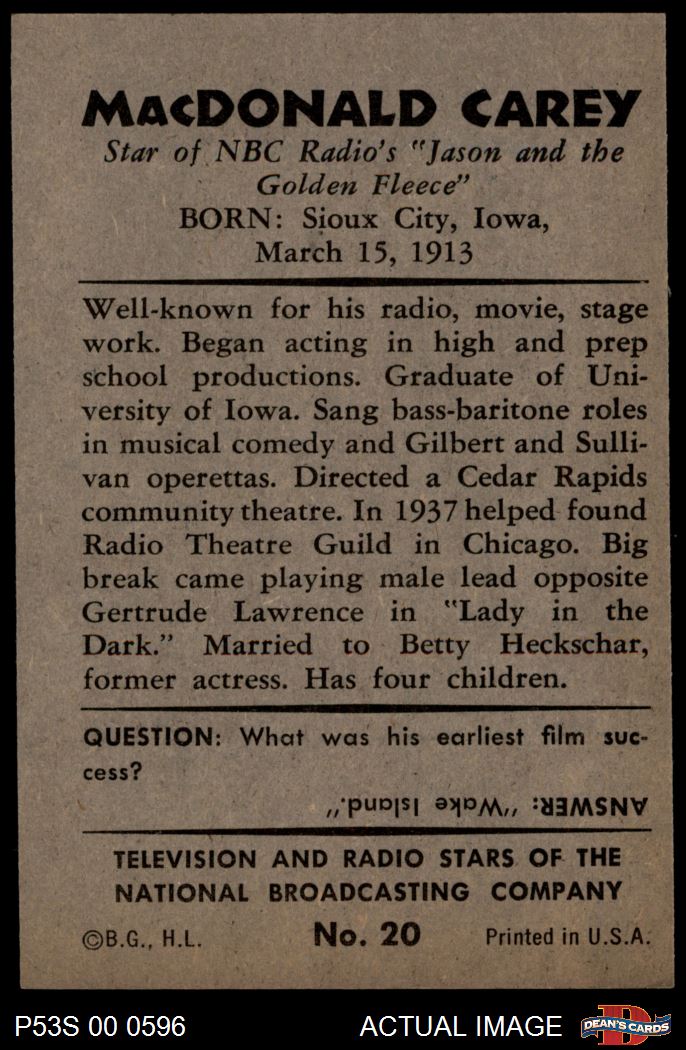 MACDONALD CAREY
Star of NBC Radio's "Jason and the
Golden Fleece"
BORN: Sioux City, Iowa,
March 15, 1913
Well-known for his radio, movie, stage
work. Began acting in high and prep
school productions. Graduate of Uni-
versity of Iowa. Sang bass-baritone roles
in musical comedy and Gilbert and Sulli-
van operettas. Directed a Cedar Rapids
community theatre. In 1937 helped found
Radio Theatre Guild in Chicago. Big
break came playing male lead opposite
Gertrude Lawrence in "Lady in the
Dark." Married to Betty Heckschar,
former actress. Has four children.
QUESTION: What was his earliest film suc-
cess?
ANSWER: "Wake Island."
TELEVISION AND RADIO STARS OF THE
NATIONAL BROADCASTING COMPANY
©B.G., H.L. No. 20 Printed in U.S.A.
P53S 00 0596 ACTUAL IMAGE D DEAN'S CARDS